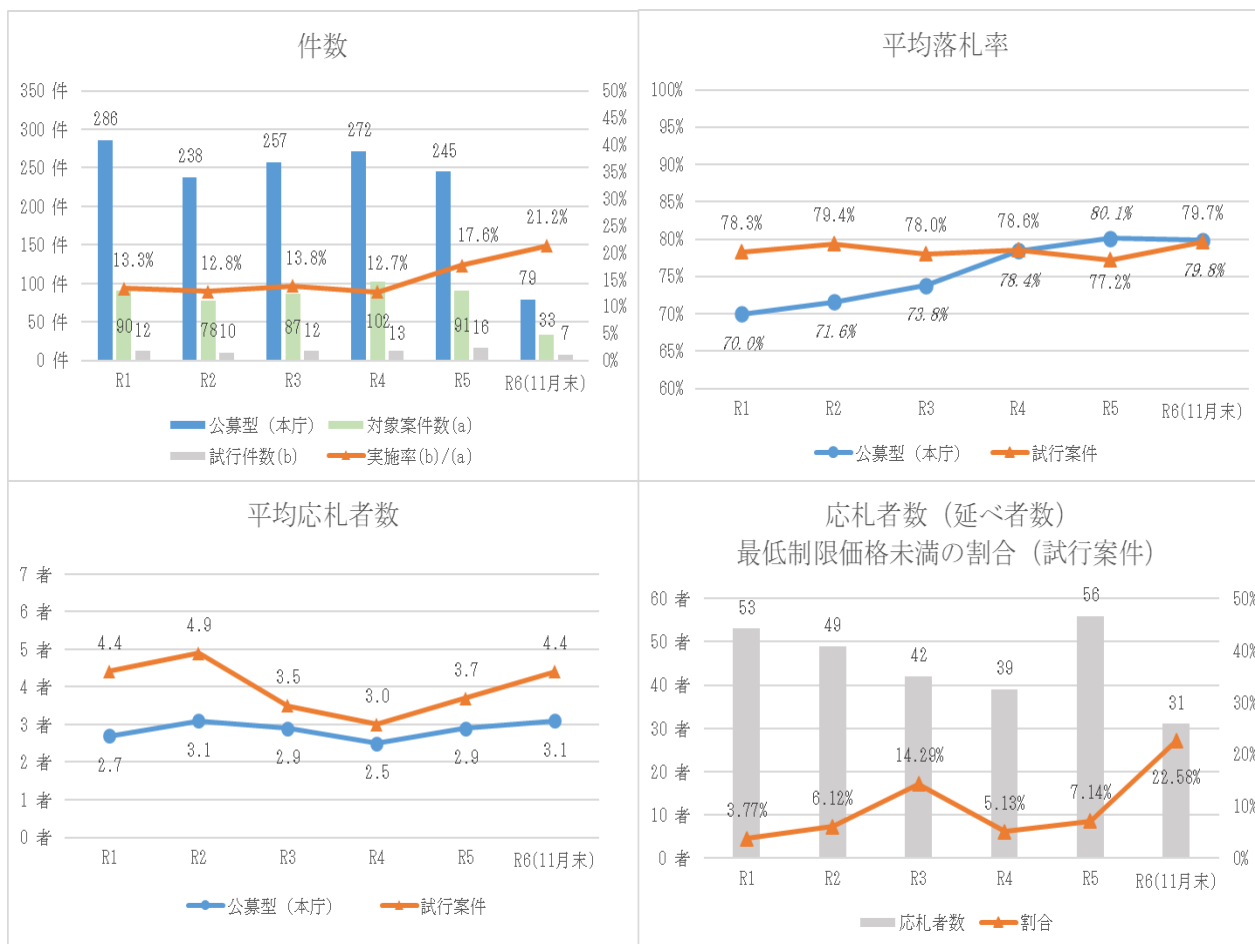 件数
350 件
300 件
250 件
200 件
150 件
100 件
50 件
0 件
50%
45%
40%
35%
30%
25%
20%
15%
10%
5%
0%
286
238
257
272
245
79
13.3%
12.8%
13.8%
12.7%
17.6%
21.2%
90
12
78
10
87
12
102
13
91
16
33
7
R1
R2
R3
R4
R5
R6(11月末)
公募型（本庁）
対象案件数(a)
試行件数(b)
実施率(b)/(a)
平均落札率
100%
95%
90%
85%
80%
75%
70%
65%
60%
78.3%
79.4%
78.0%
78.6%
80.1%
79.7%
70.0%
71.6%
73.8%
78.4%
77.2%
79.8%
R1
R2
R3
R4
R5
R6(11月末)
公募型（本庁）
試行案件
平均応札者数
7 者
6 者
5 者
4 者
3 者
2 者
1 者
0 者
4.4
4.9
3.5
3.0
3.7
4.4
2.7
3.1
2.9
2.5
2.9
3.1
R1
R2
R3
R4
R5
R6(11月末)
公募型（本庁）
試行案件
応札者数（延べ者数）
最低制限価格未満の割合（試行案件）
60 者
50 者
40 者
30 者
20 者
10 者
0 者
50%
40%
30%
20%
10%
0%
53
49
42
39
56
31
3.77%
6.12%
14.29%
5.13%
7.14%
22.58%
R1
R2
R3
R4
R5
R6(11月末)
応札者数
割合